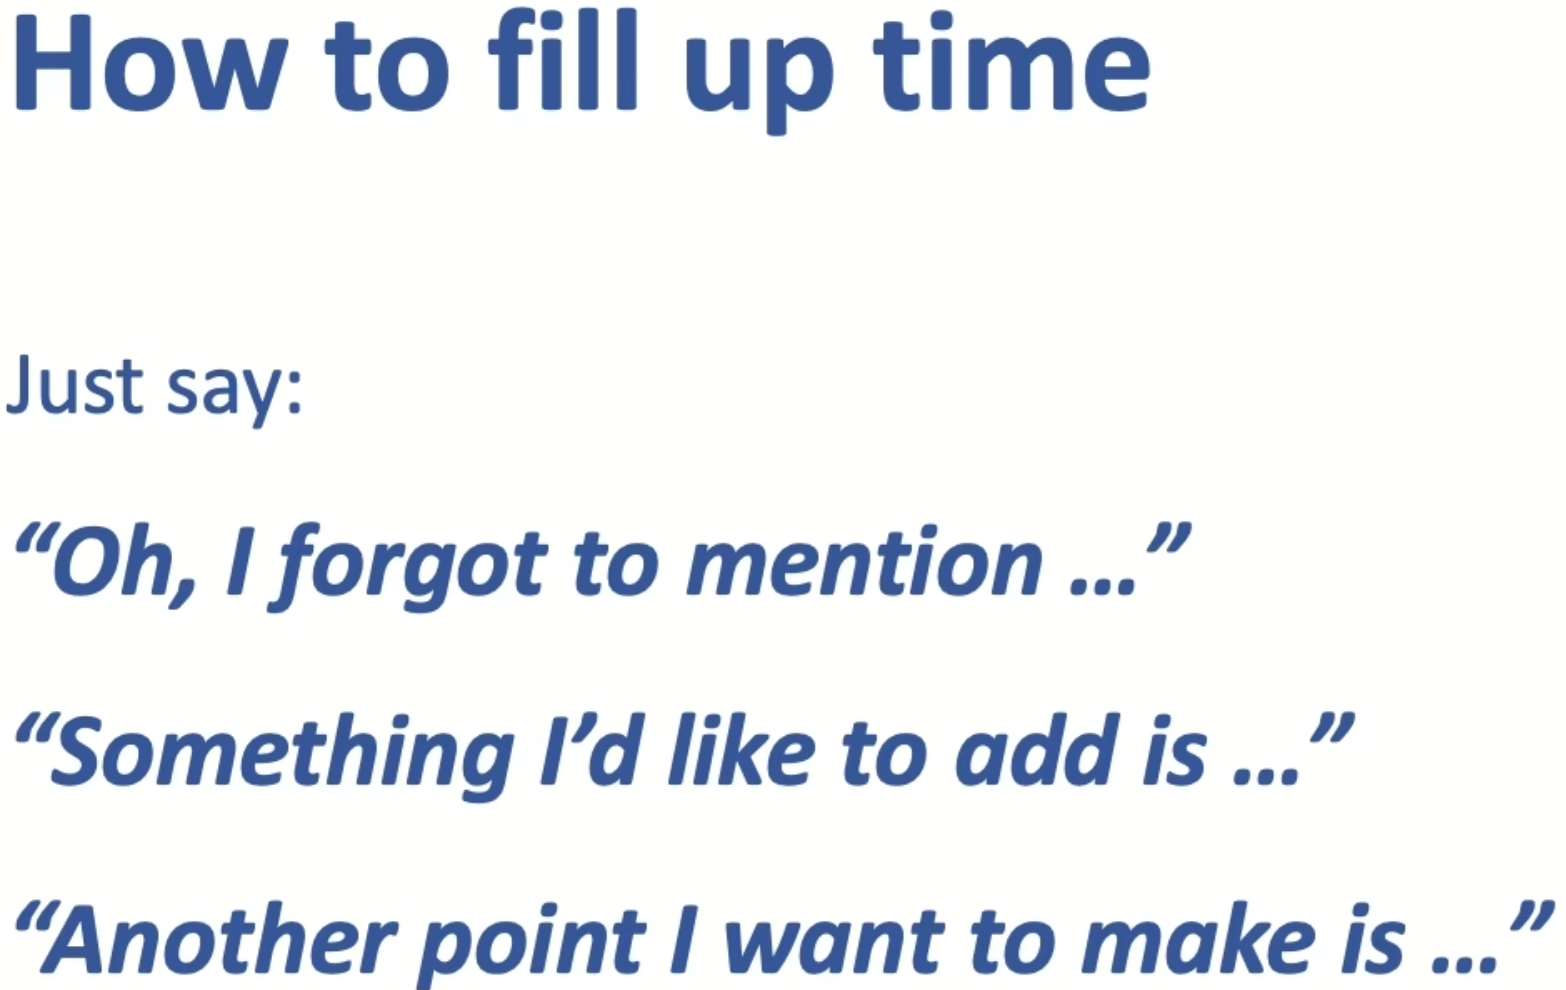 How to fill up time
Just say:
“Oh, I forgot to mention …”
“Something I’d like to add is …”
“Another point I want to make is …”